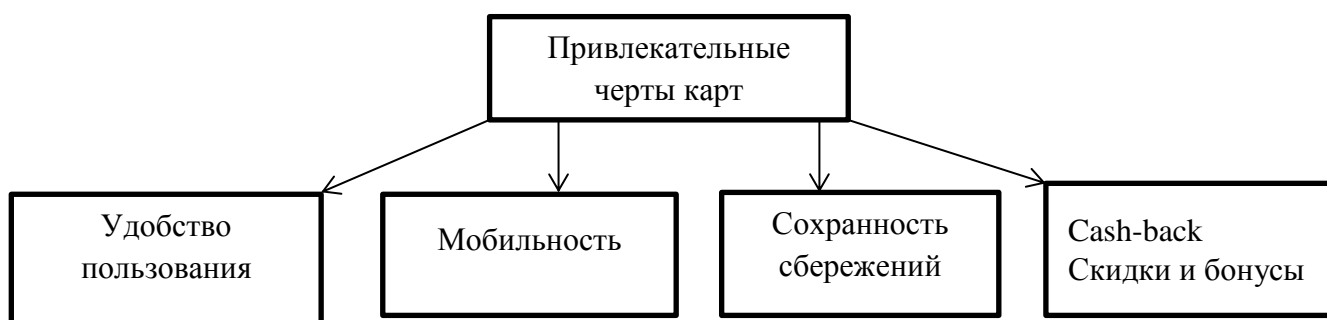 Привлекательные
черты карт
Удобство
пользования
Мобильность
Сохранность
сбережений
Cash-back
Скидки и бонусы